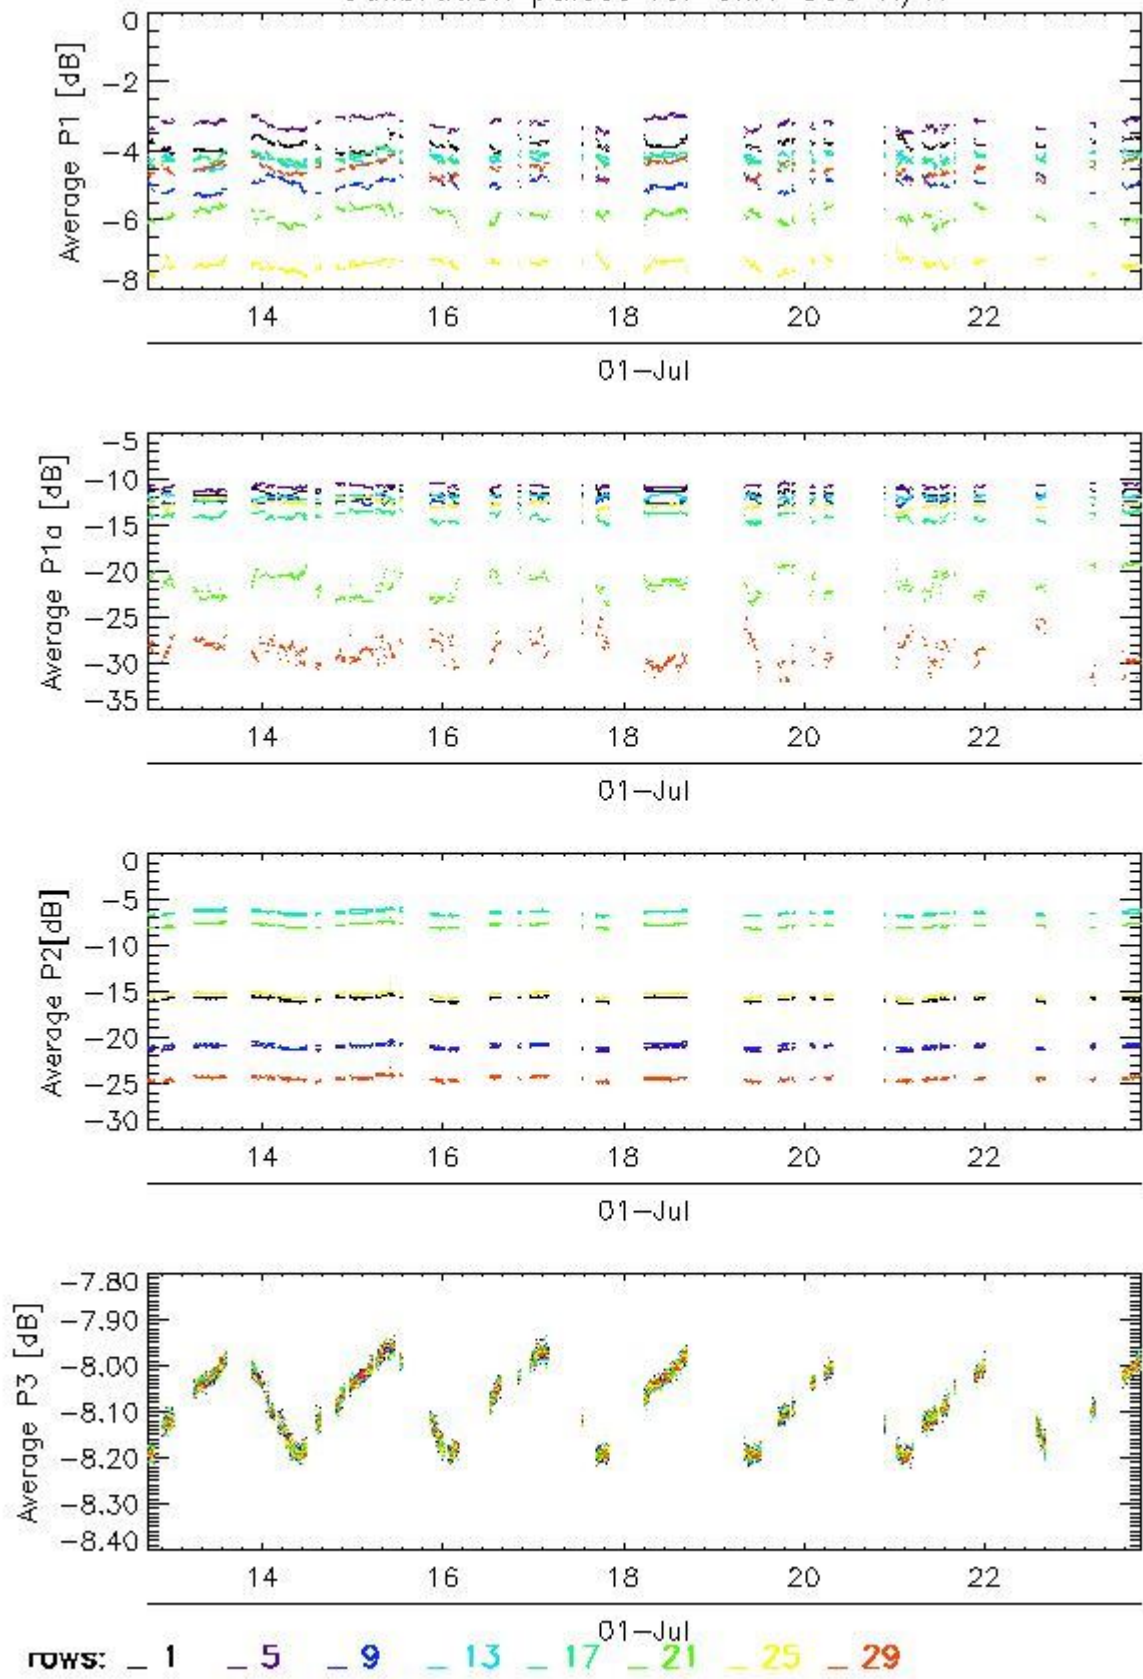 0
-2
-4
-6
-8
Average P1 [dB]
14 16 18 20 22
01-Jul
-5
-10
-15
-20
-25
-30
-35
Average P1a [dB]
14 16 18 20 22
01-Jul
0
-5
-10
-15
-20
-25
-30
Average P2[dB]
14 16 18 20 22
01-Jul
-7.80
-7.90
-8.00
-8.10
-8.20
-8.30
-8.40
Average P3 [dB]
14 16 18 20 22
01-Jul
rows: _ 1 _ 5 _ 9 _ 13 _ 17 _ 21 _ 25 _ 29